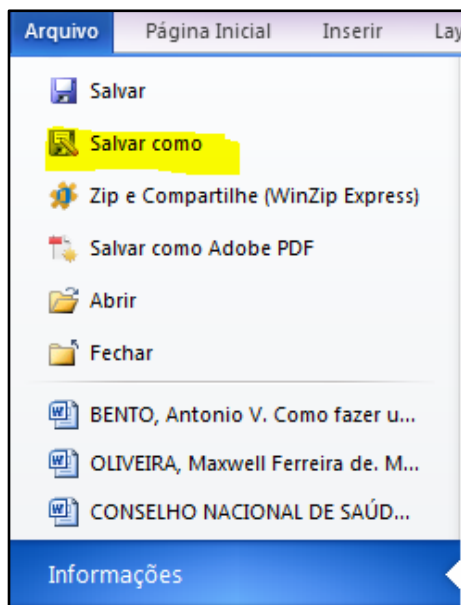 Arquivo Página Inicial Inserir Lay
Salvar
Salvar como
Zip e Compartilhe (WinZip Express)
Salvar como Adobe PDF
Abrir
Fechar
BENTO, Antonio V. Como fazer u...
OLIVEIRA, Maxwell Ferreira de. M...
CONSELHO NACIONAL DE SAÚD...
Informações